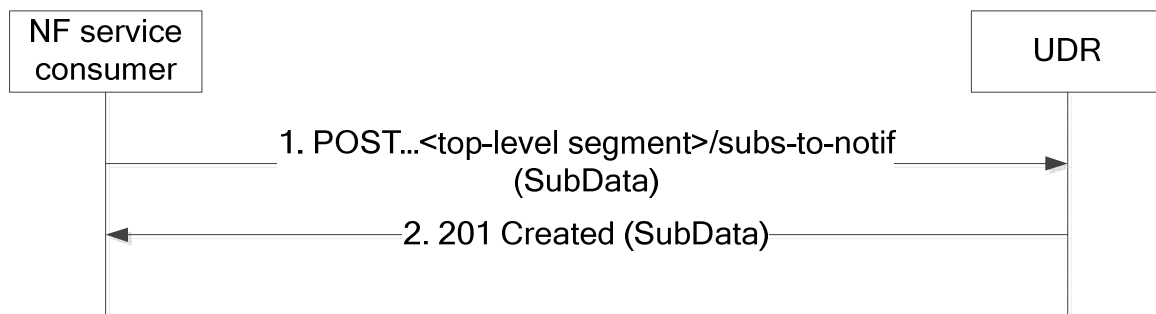 NF service
consumer
UDR
1. POST...<top-level segment>/subs-to-notif
(SubData)
2. 201 Created (SubData)